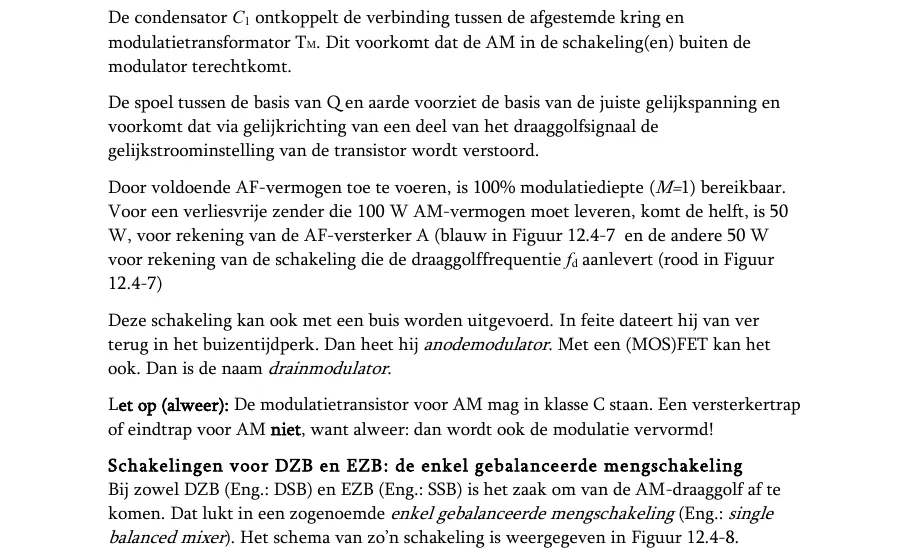 De condensator C1 ontkoppelt de verbinding tussen de afgestemde kring en
modulatietransformator TM. Dit voorkomt dat de AM in de schakeling(en) buiten de
modulator terechtkomt.
De spoel tussen de basis van Q en aarde voorziet de basis van de juiste gelijkspanning en
voorkomt dat via gelijkrichting van een deel van het draaggolfsignaal de
gelijkstroominstelling van de transistor wordt verstoord.
Door voldoende AF-vermogen toe te voeren, is 100% modulatiediepte (M=1) bereikbaar.
Voor een verliesvrije zender die 100 W AM-vermogen moet leveren, komt de helft, is 50
W, voor rekening van de AF-versterker A (blauw in Figuur 12.4-7 en de andere 50 W
voor rekening van de schakeling die de draaggolffrequentie fd aanlevert (rood in Figuur
12.4-7)
Deze schakeling kan ook met een buis worden uitgevoerd. In feite dateert hij van ver
terug in het buizentijdperk. Dan heet hij anodemodulator. Met een (MOS)FET kan het
ook. Dan is de naam drainmodulator.
Let op (alweer): De modulatietransistor voor AM mag in klasse C staan. Een versterkertrap
of eindtrap voor AM niet, want alweer: dan wordt ook de modulatie vervormd!
Schakelingen voor DZB en EZB: de enkel gebalanceerde mengschakeling
Bij zowel DZB (Eng.: DSB) en EZB (Eng.: SSB) is het zaak om van de AM-draaggolf af te
komen. Dat lukt in een zogenoemde enkel gebalanceerde mengschakeling (Eng.: single
balanced mixer). Het schema van zo'n schakeling is weergegeven in Figuur 12.4-8.